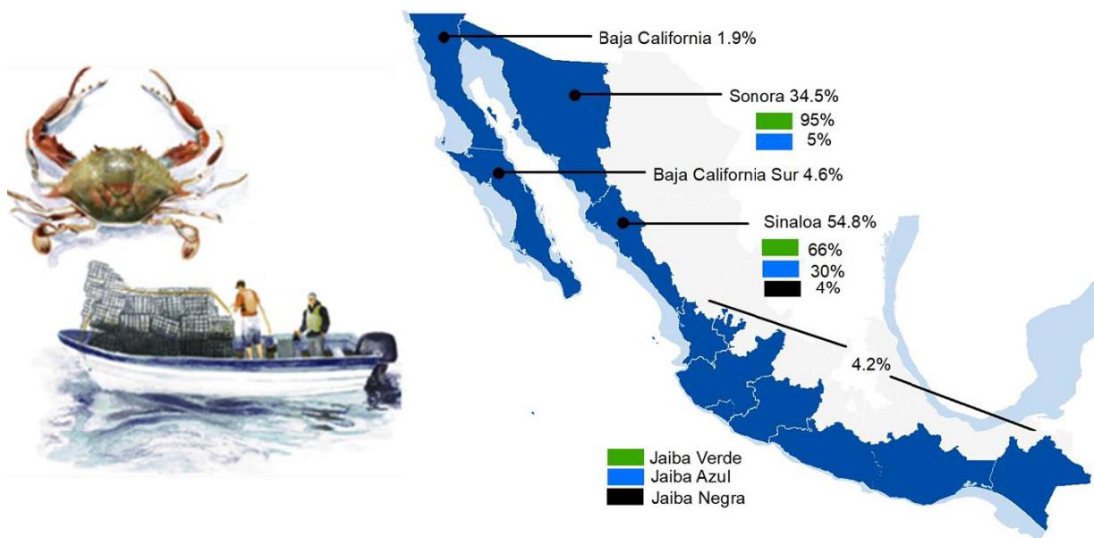 Baja California 1.9%
Sonora 34.5%
95%
5%
Baja California Sur 4.6%
Sinaloa 54.8%
66%
30%
4%
4.2%
Jaiba Verde
Jaiba Azul
Jaiba Negra